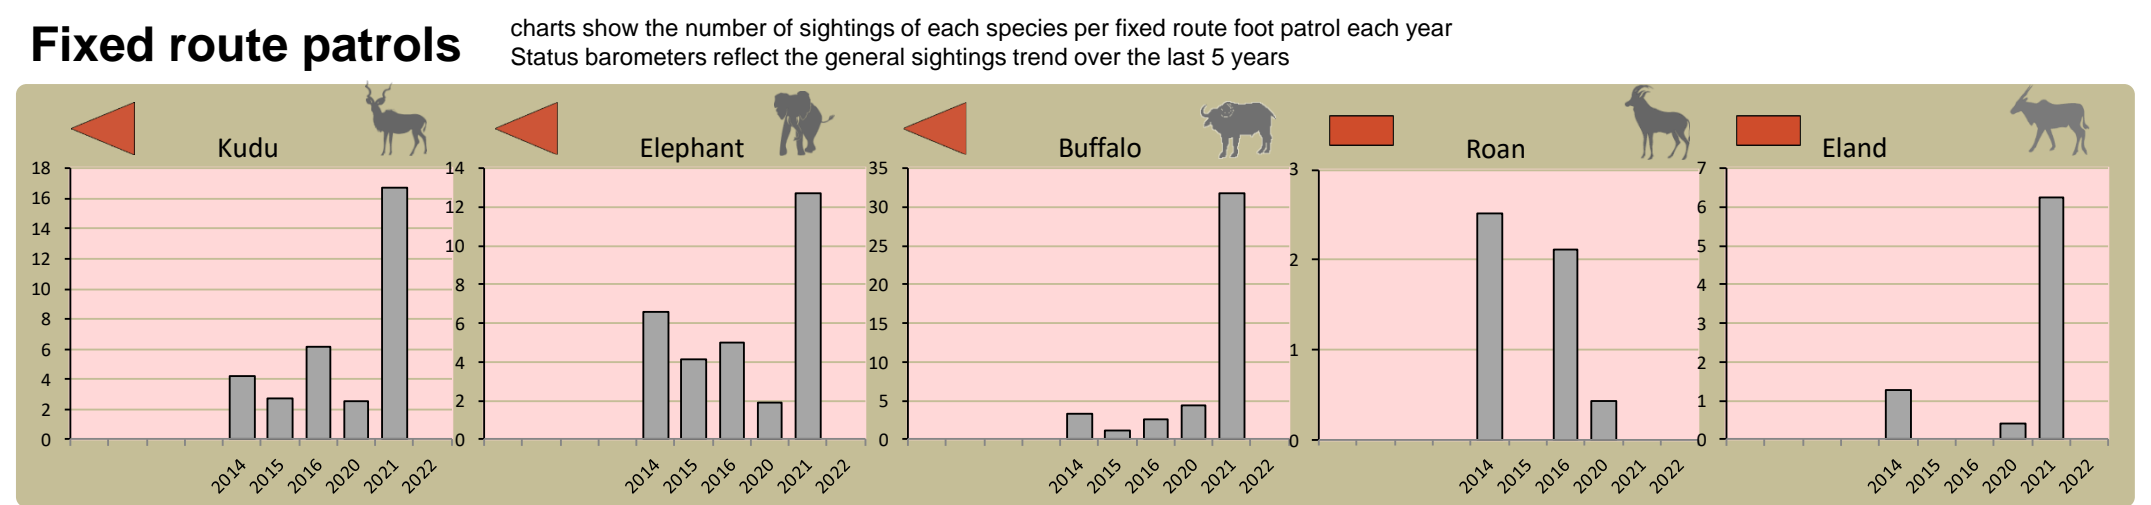 Fixed route patrols
charts show the number of sightings of each species per fixed route foot patrol each year
Status barometers reflect the general sightings trend over the last 5 years
Kudu
18
16
14
12
10
8
6
4
2
0
2014 2015 2016 2020 2021 2022
Elephant
14
12
10
8
6
4
2
0
2014 2015 2016 2020 2021 2022
Buffalo
35
30
25
20
15
10
5
0
2014 2015 2016 2020 2021 2022
Roan
3
2
1
0
2014 2015 2016 2020 2021 2022
Eland
7
6
5
4
3
2
1
0
2014 2015 2016 2020 2021 2022